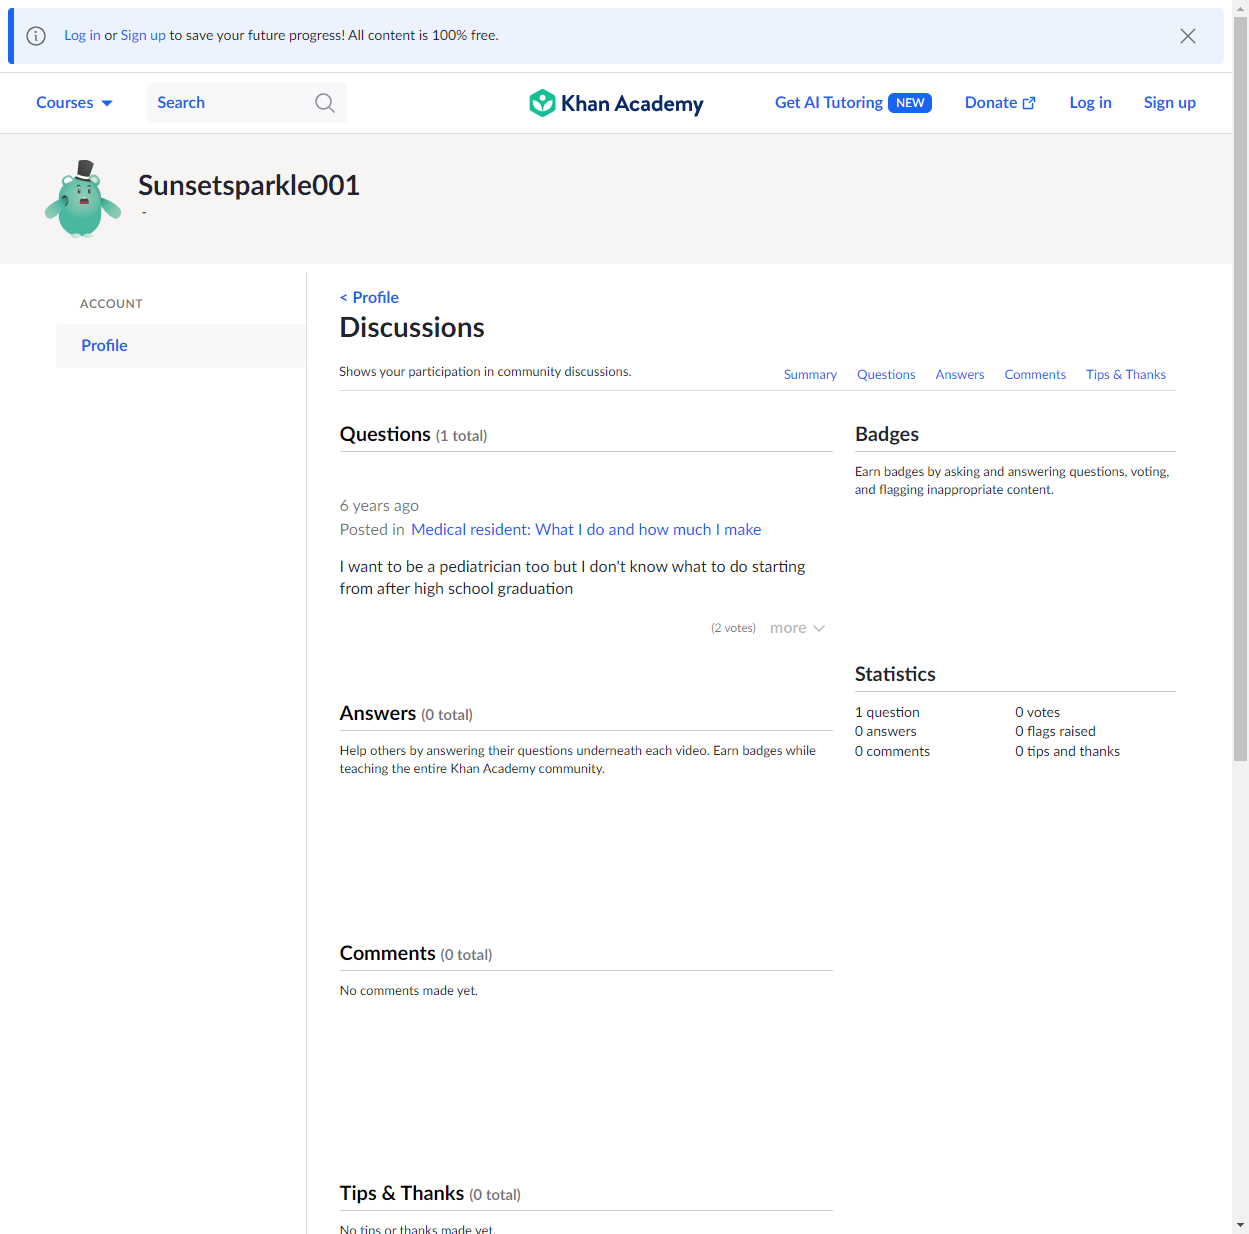 Log in or Sign up to save your future progress! All content is 100% free.
Courses
Search
Khan Academy
Get AI Tutoring NEW
Donate
Log in
Sign up
Sunsetsparkle001
-
ACCOUNT
Profile
< Profile
Discussions
Shows your participation in community discussions.
Summary
Questions
Answers
Comments
Tips & Thanks
Questions (1 total)
6 years ago
Posted in Medical resident: What I do and how much I make
I want to be a pediatrician too but I don't know what to do starting
from after high school graduation
(2 votes)
more
Answers (0 total)
Help others by answering their questions underneath each video. Earn badges while
teaching the entire Khan Academy community.
Comments (0 total)
No comments made yet.
Tips & Thanks (0 total)
No tips or thanks made yet.
Badges
Earn badges by asking and answering questions, voting,
and flagging inappropriate content.
Statistics
1 question
0 votes
0 answers
0 flags raised
0 comments
0 tips and thanks